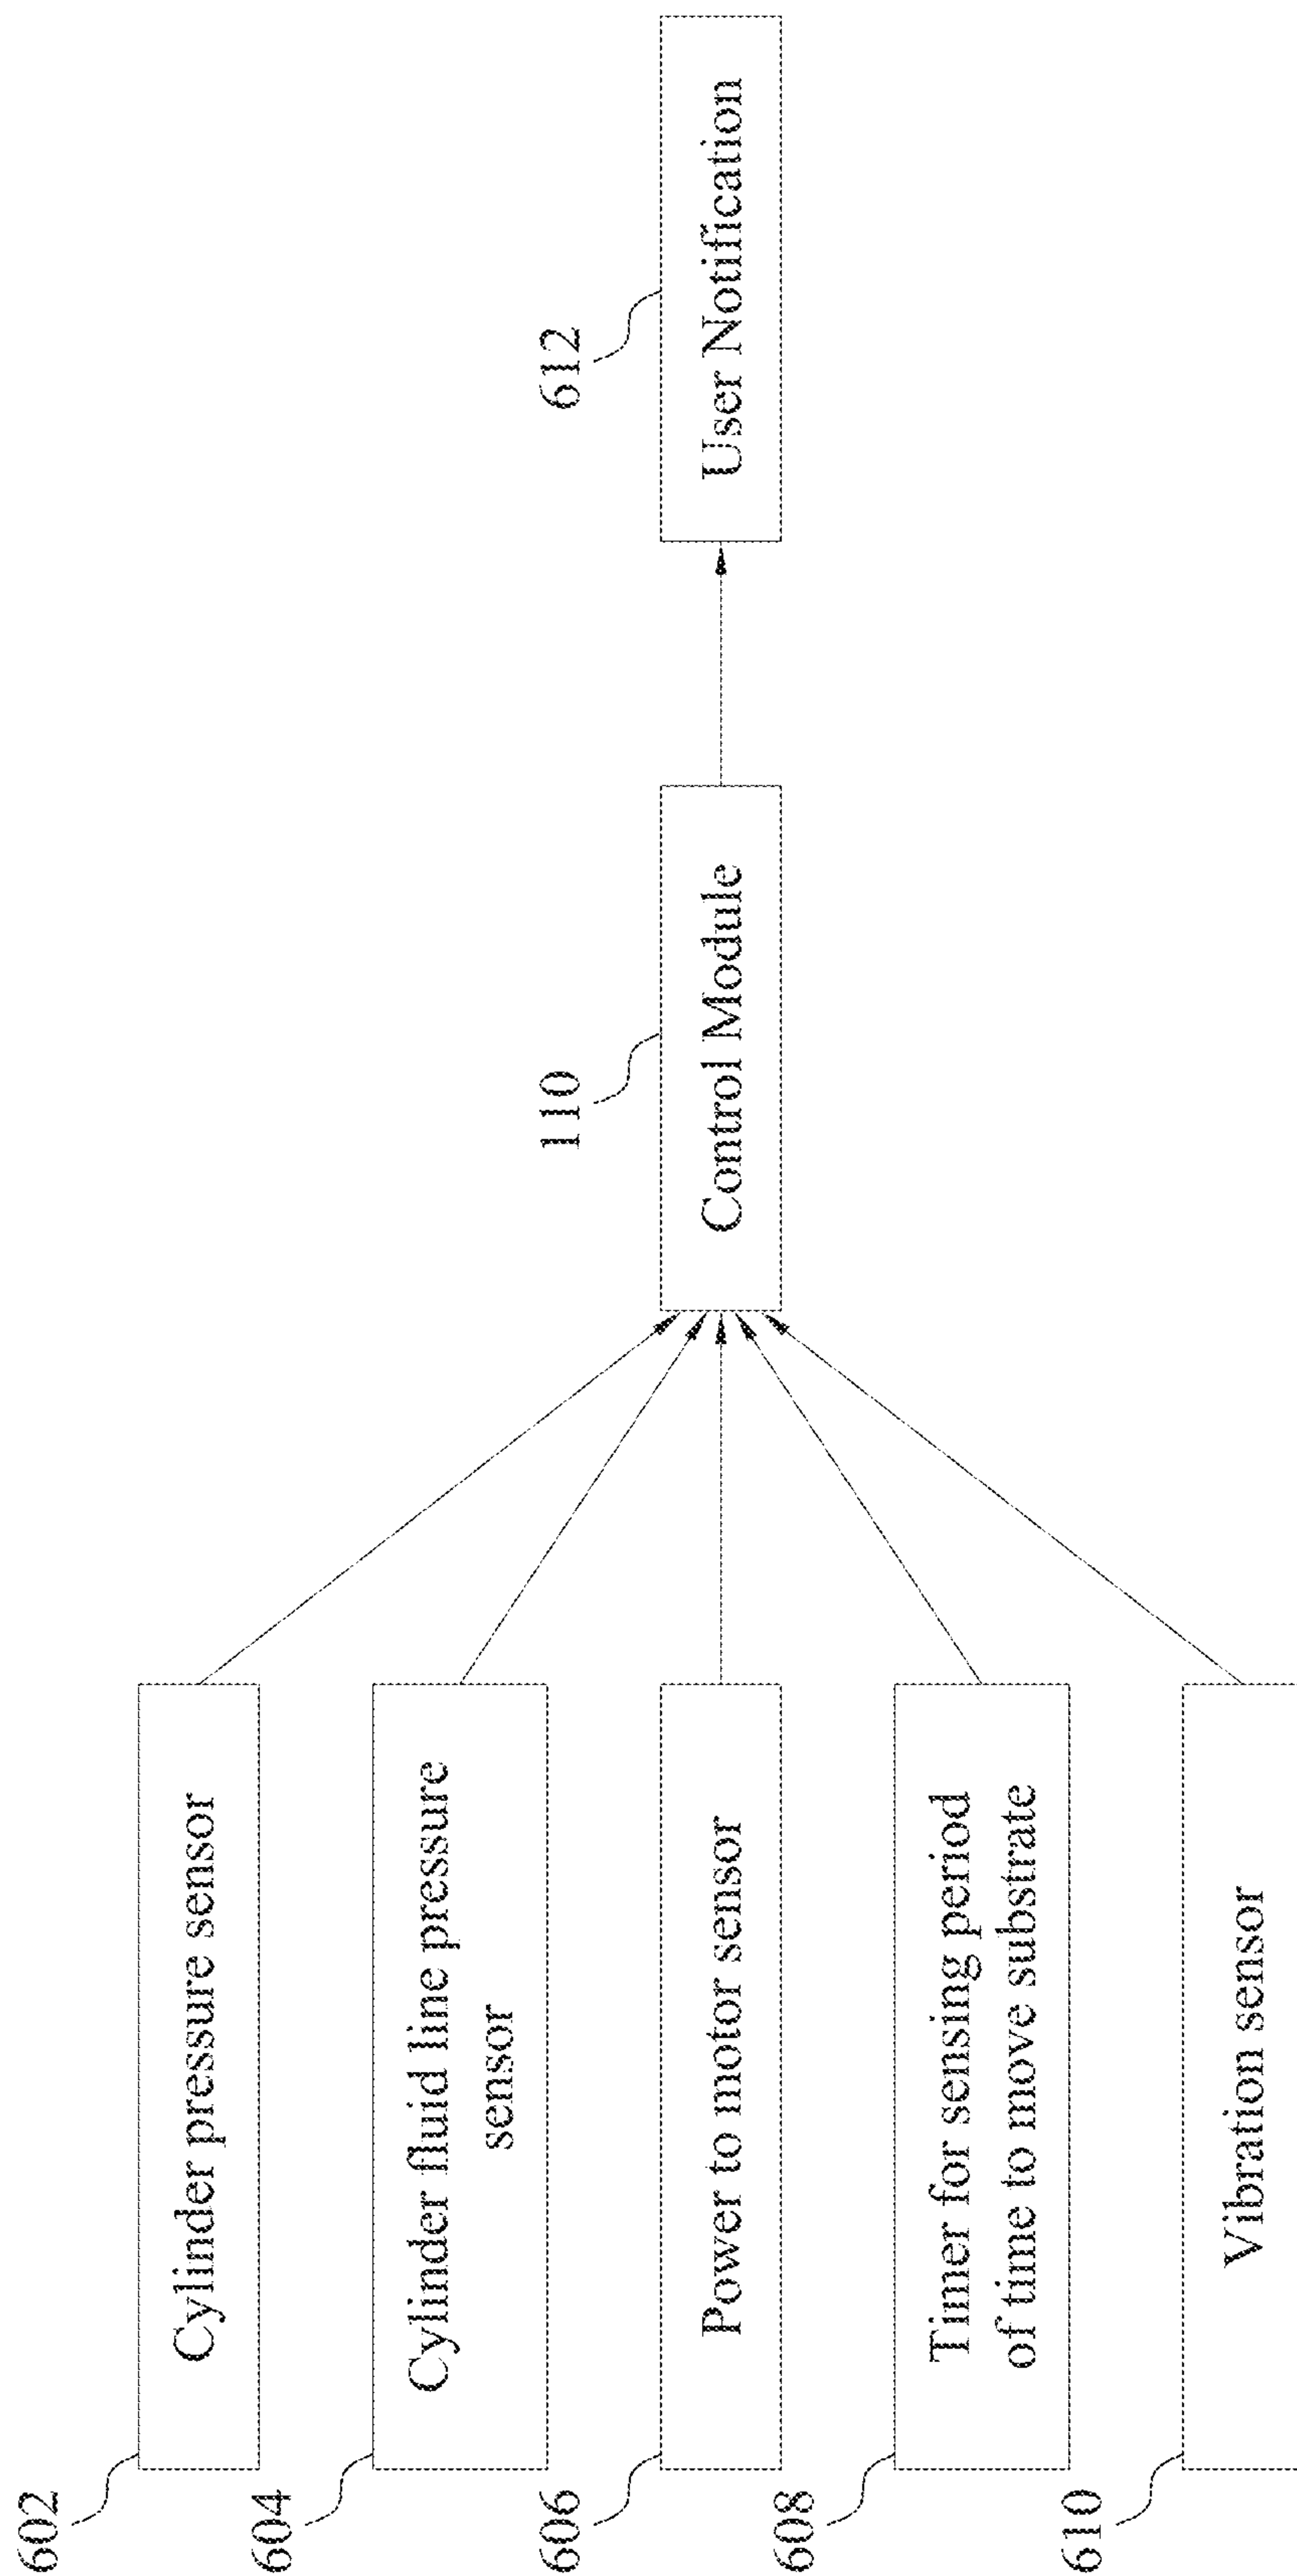 602
Cylinder pressure sensor
604
Cylinder fluid line pressure
sensor
606
Power to motor sensor
608
Timer for sensing period
of time to move substrate
610
Vibration sensor
110
Control Module
612
User Notification